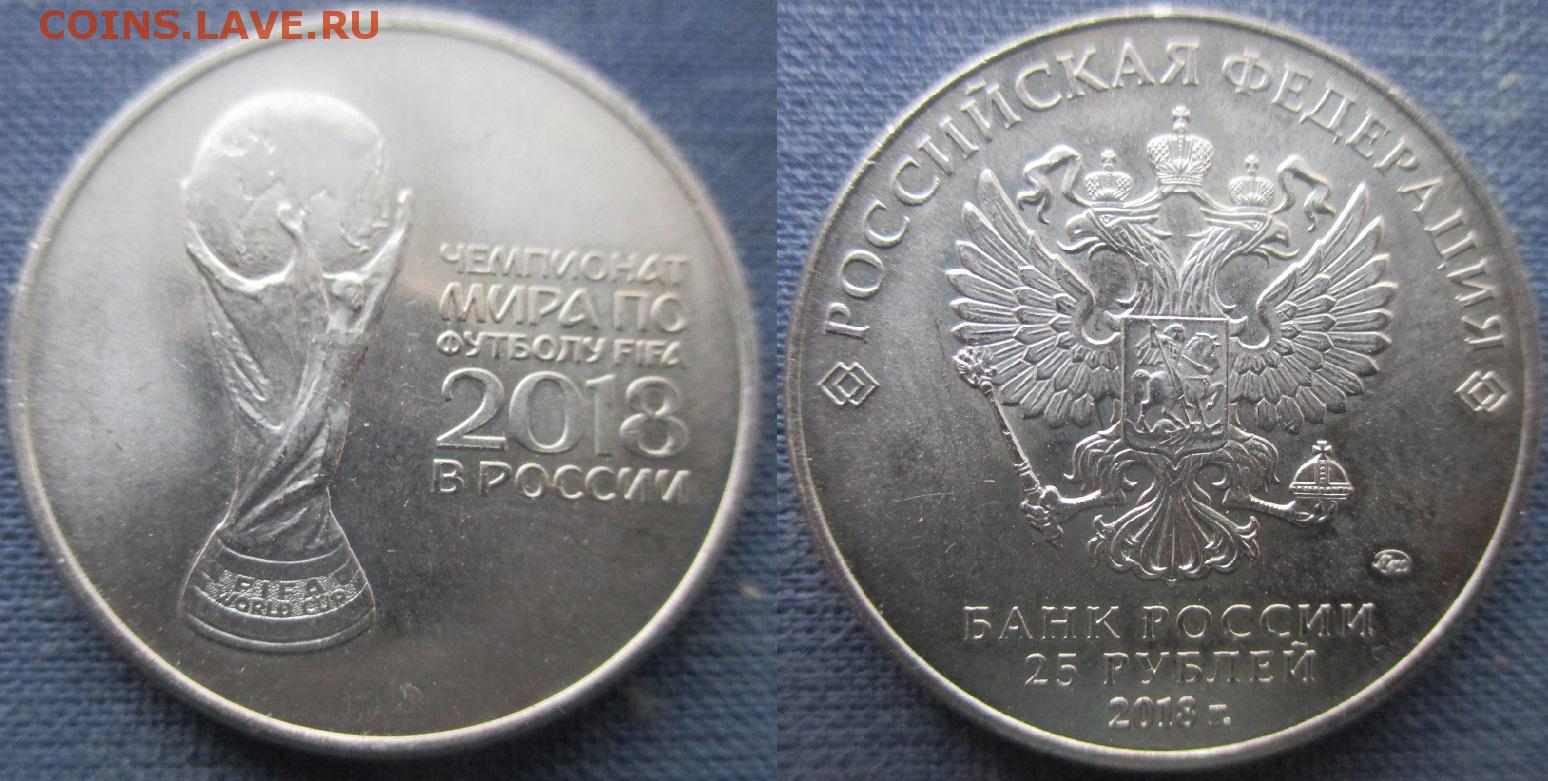 COINS.LAVE.RU
ЧЕМПИОНАТ
МИРА ПО
ФУТБОЛУ FIFA
2018
В РОССИИ
FIFA
WORLD CUP
РОССИЙСКАЯ ФЕДЕРАЦИЯ
ММД
БАНК РОССИИ
25 РУБЛЕЙ
2018 г.